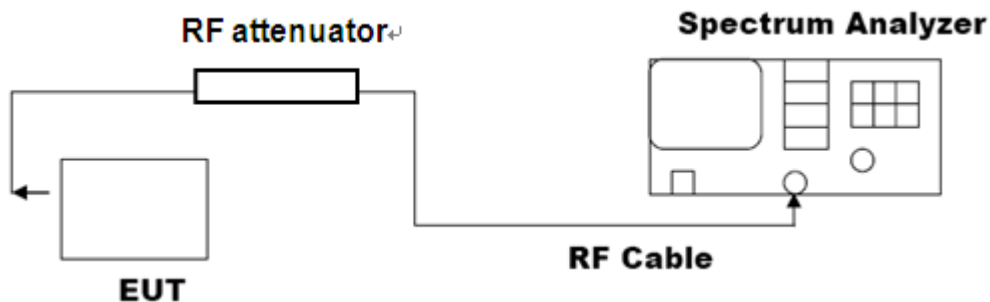 RF attenuator↵
Spectrum Analyzer
RF Cable
EUT